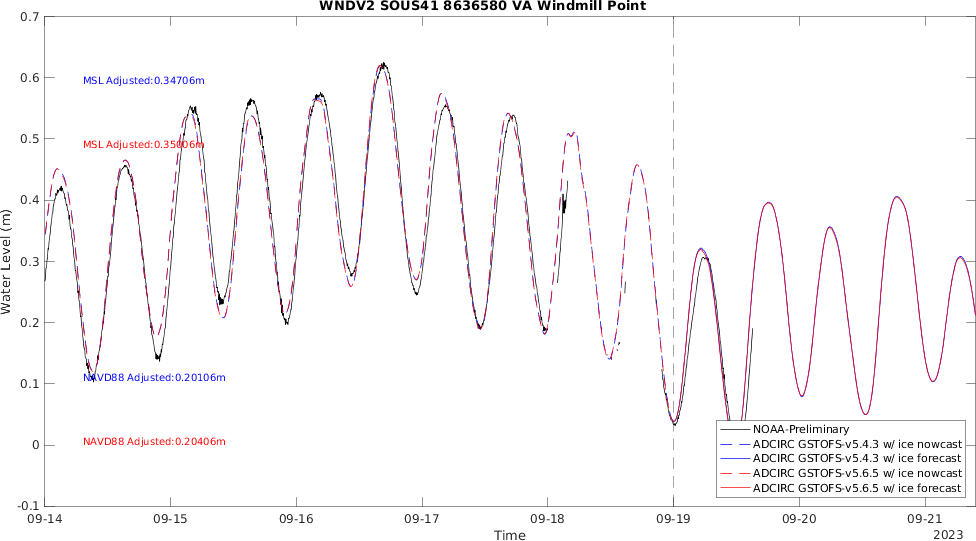 WNDV2 SOUS41 8636580 VA Windmill Point
0.7
0.6
0.5
0.4
0.3
0.2
0.1
0
-0.1
Water Level (m)
MSL Adjusted:0.34706m
MSL Adjusted:0.35006m
NAVD88 Adjusted:0.20106m
NAVD88 Adjusted:0.20406m
NOAA-Preliminary
ADCIRC GSTOFS-v5.4.3 w/ ice nowcast
ADCIRC GSTOFS-v5.4.3 w/ ice forecast
ADCIRC GSTOFS-v5.6.5 w/ ice nowcast
ADCIRC GSTOFS-v5.6.5 w/ ice forecast
09-14 09-15 09-16 09-17 09-18 09-19 09-20 09-21
Time
2023